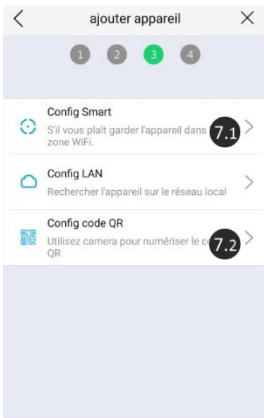 ajouter appareil
1 2 3 4
Config Smart
S'il vous plaît garder l'appareil dans
7.1
zone WiFi.
Config LAN
Rechercher l'appareil sur le réseau local
Config code QR
Utilisez camera pour numériser le
7.2
QR